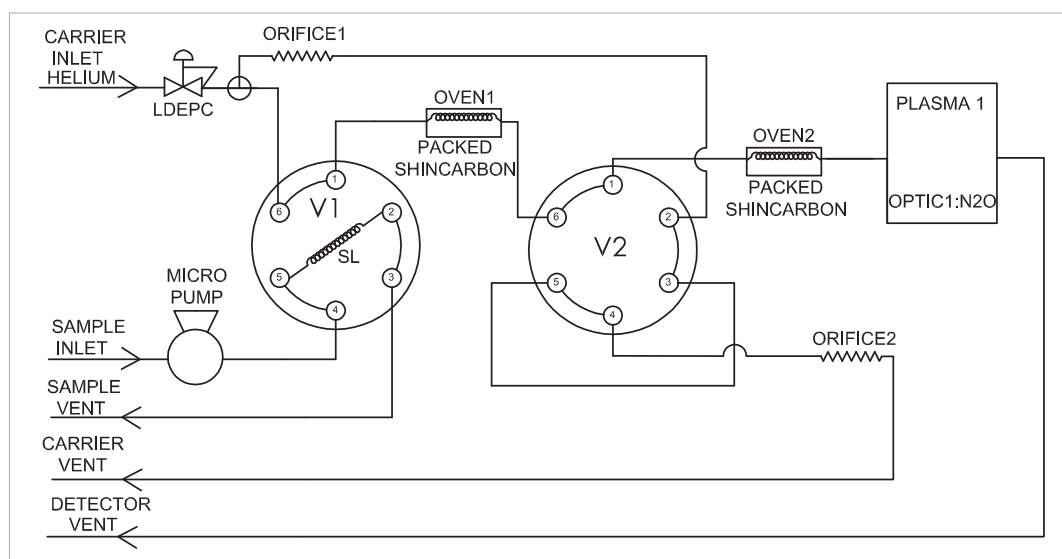 CARRIER
INLET
HELIUM
LDEPC
ORIFICE1
OVEN1
PACKED
SHINCARBON
OVEN2
PACKED
SHINCARBON
PLASMA 1
OPTIC1:N2O
1
6
V1
2
SL
5
3
4
1
6
2
V2
5
3
4
MICRO
PUMP
SAMPLE
INLET
ORIFICE2
SAMPLE
VENT
CARRIER
VENT
DETECTOR
VENT